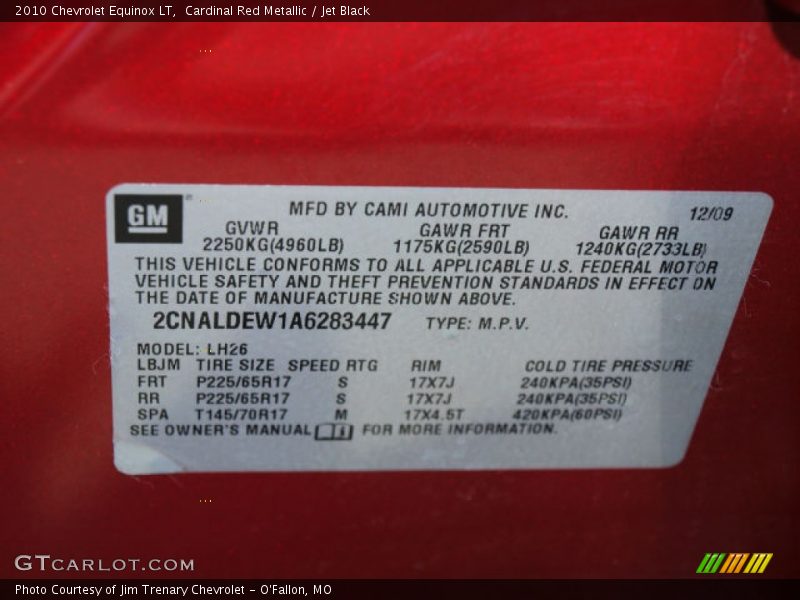 2010 Chevrolet Equinox LT,  Cardinal Red Metallic / Jet Black
GM
MFD BY CAMI AUTOMOTIVE INC. 12/09
GVWR GAWR FRT GAWR RR
2250KG(4960LB) 1175KG(2590LB) 1240KG(2733LB)
THIS VEHICLE CONFORMS TO ALL APPLICABLE U.S. FEDERAL MOTOR
VEHICLE SAFETY AND THEFT PREVENTION STANDARDS IN EFFECT ON
THE DATE OF MANUFACTURE SHOWN ABOVE.
2CNALDEW1A6283447 TYPE: M.P.V.
MODEL: LH26
LBJM TIRE SIZE SPEED RTG RIM COLD TIRE PRESSURE
FRT P225/65R17 S 17X7J 240KPA(35PSI)
RR P225/65R17 S 17X7J 240KPA(35PSI)
SPA T145/70R17 M 17X4.5T 420KPA(60PSI)
SEE OWNER'S MANUAL FOR MORE INFORMATION.
GTCARLOT.COM
Photo Courtesy of Jim Trenary Chevrolet - O'Fallon, MO